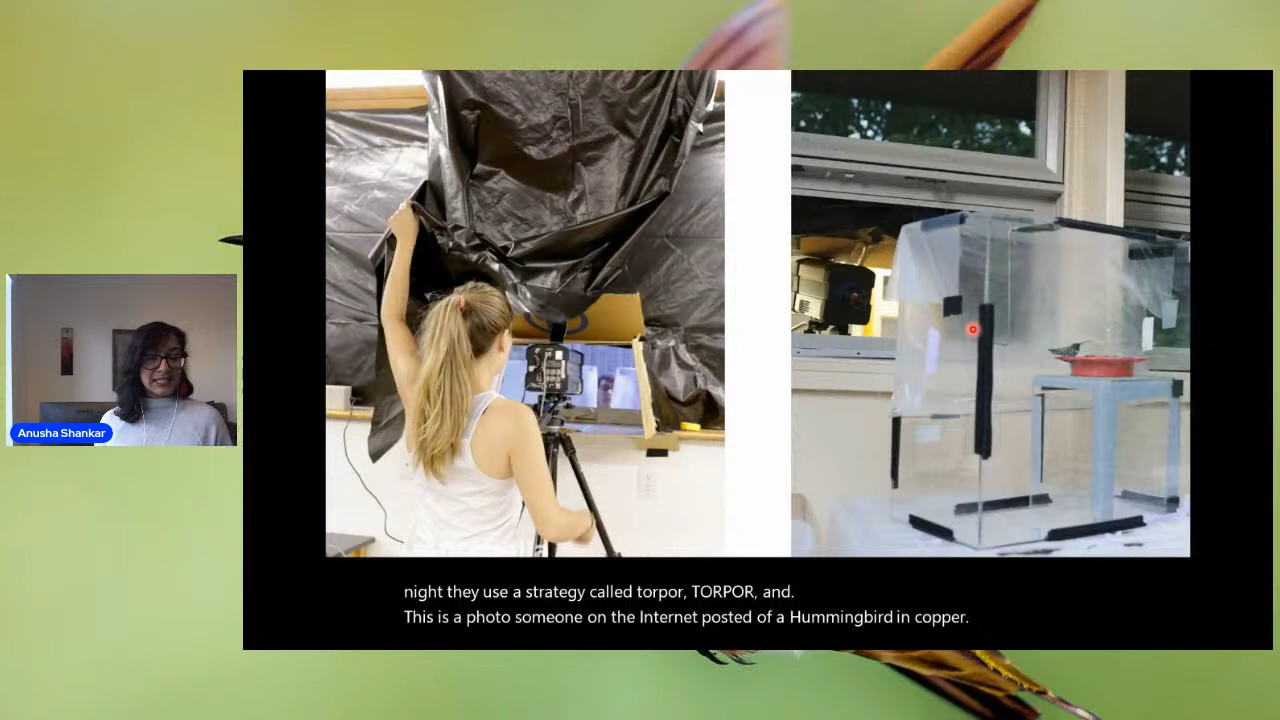 Anusha Shankar
night they use a strategy called torpor, TORPOR, and.
This is a photo someone on the Internet posted of a Hummingbird in copper.